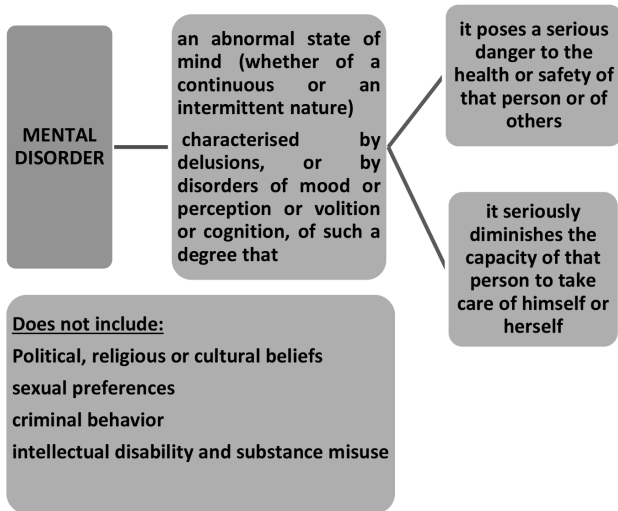 MENTAL
DISORDER
an abnormal state of
mind (whether of a
continuous or an
intermittent nature)
characterised by
delusions, or by
disorders of mood or
perception or volition
or cognition, of such a
degree that
it poses a serious
danger to the
health or safety of
that person or of
others
it seriously
diminishes the
capacity of that
person to take
care of himself or
herself
Does not include:
Political, religious or cultural beliefs
sexual preferences
criminal behavior
intellectual disability and substance misuse